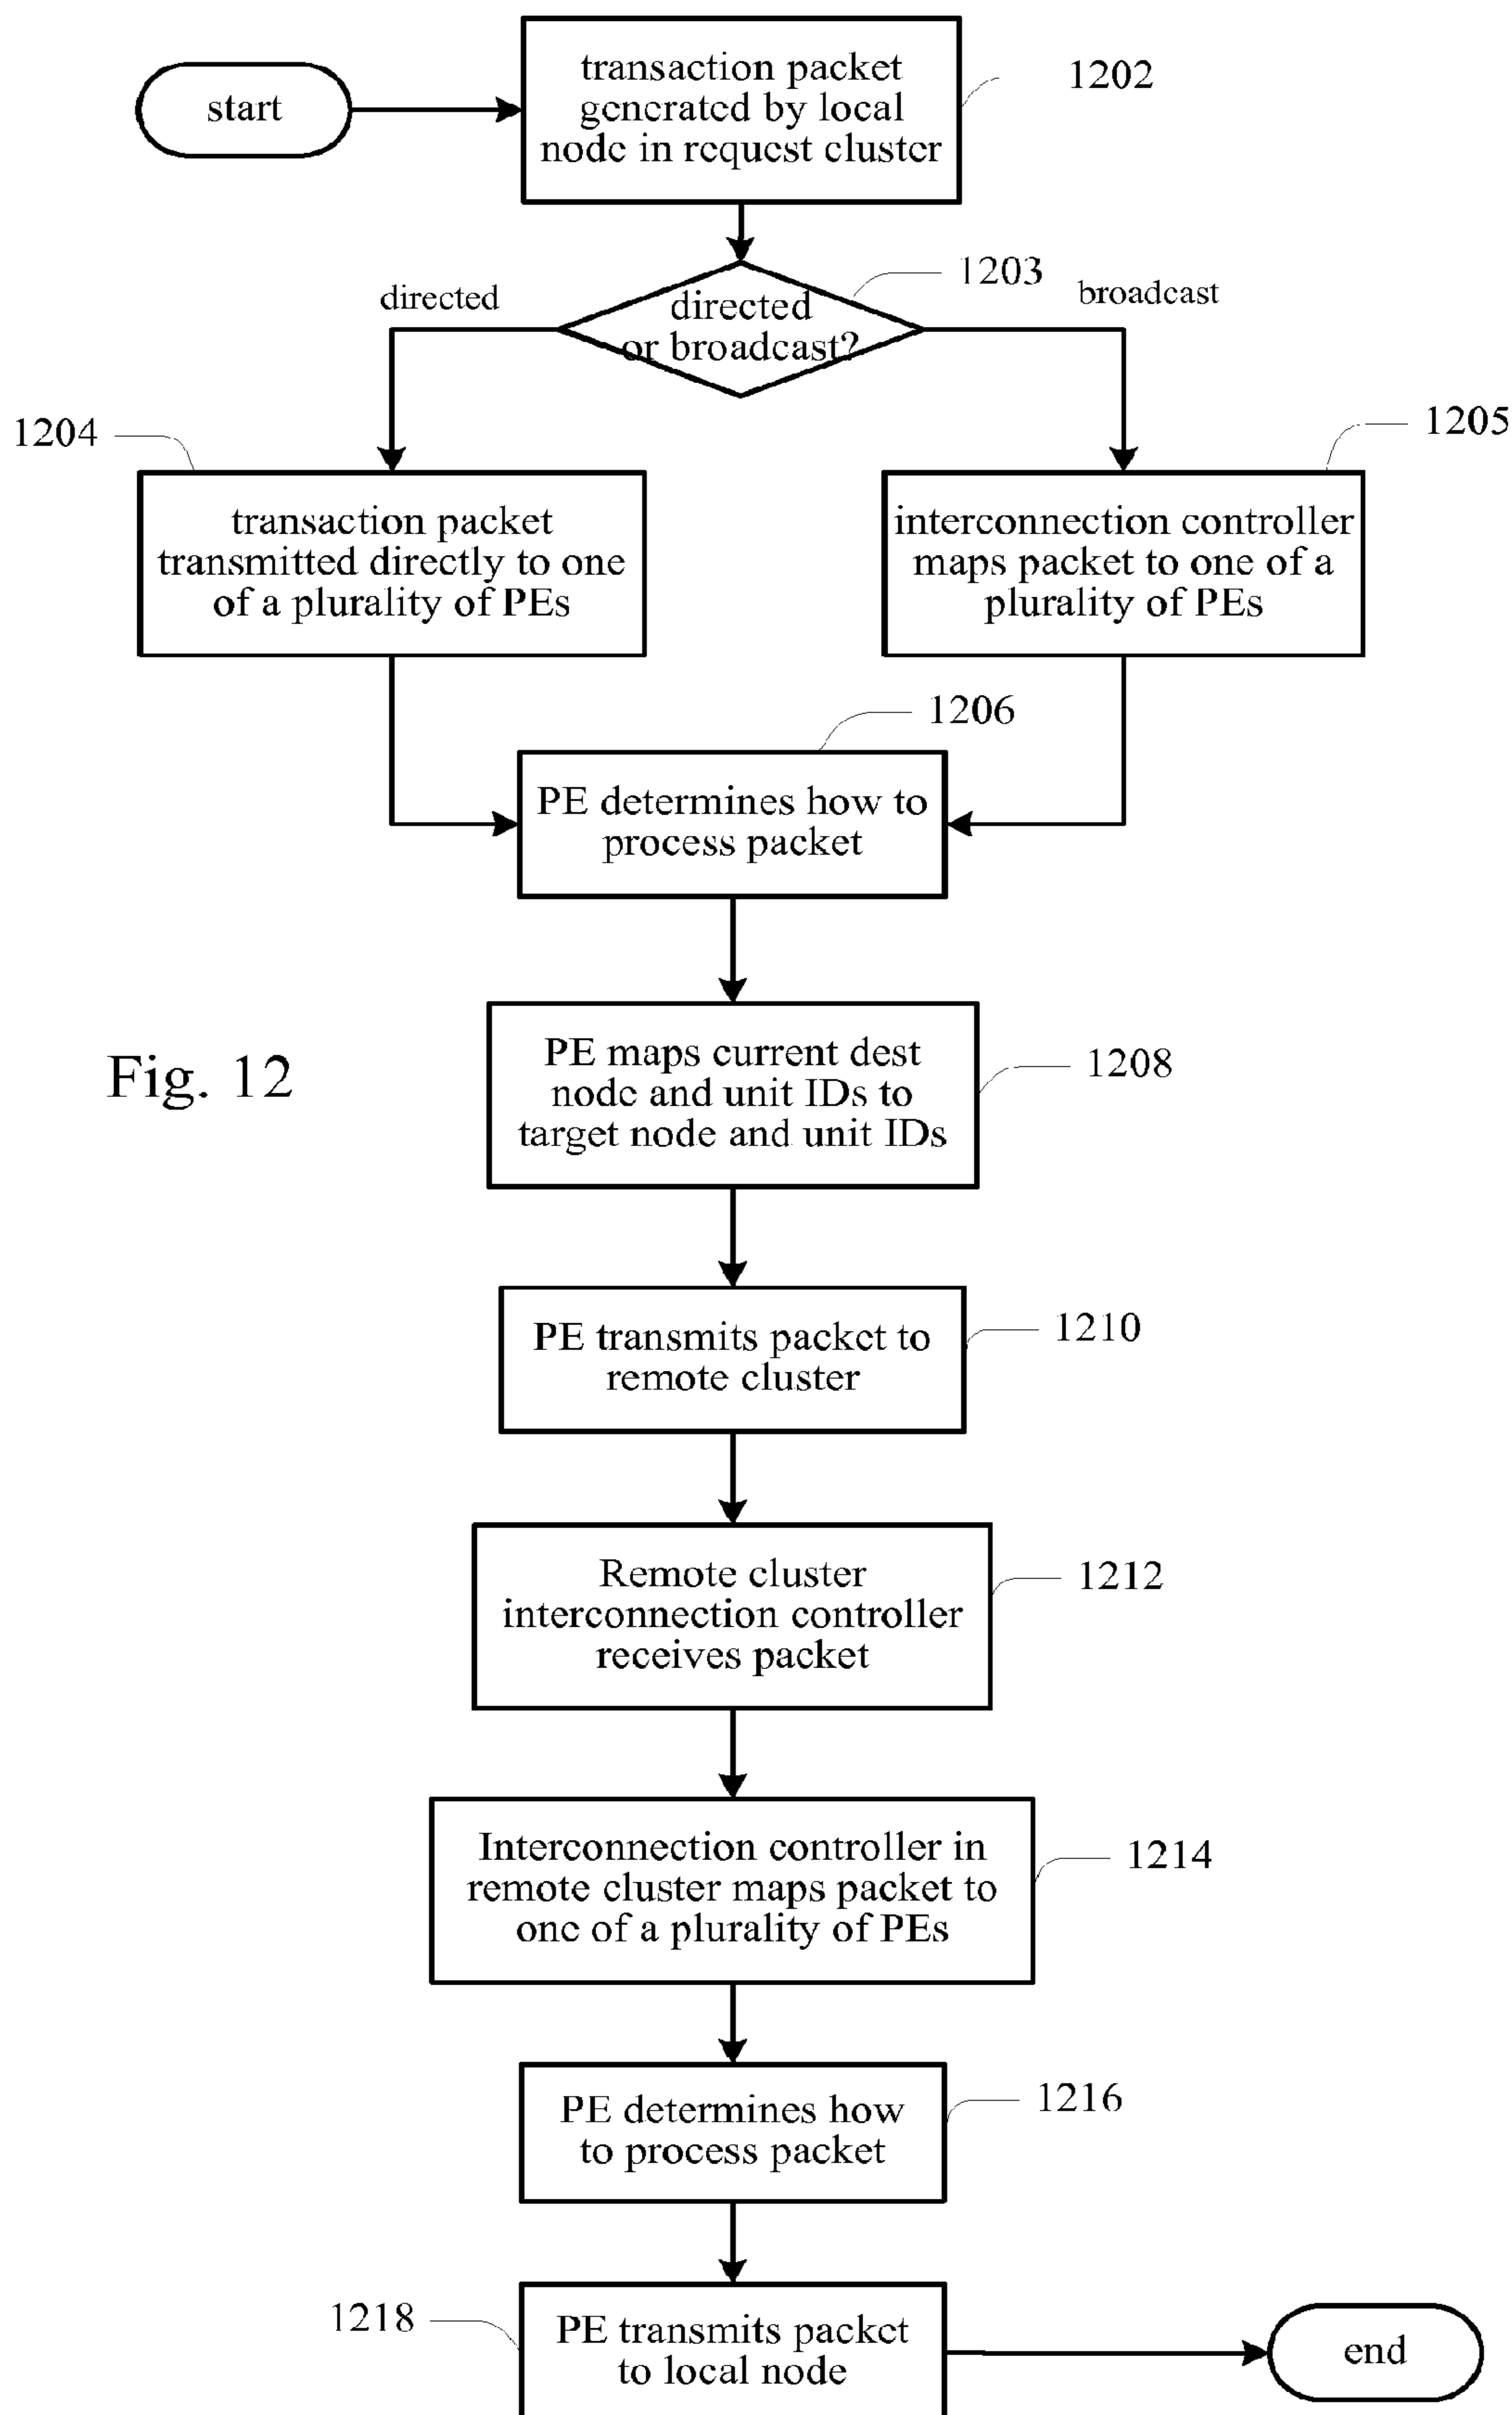 start
transaction packet
generated by local
node in request cluster
1202
directed
or broadcast?
1203
directed
broadcast
1204
transaction packet
transmitted directly to one
of a plurality of PEs
1205
interconnection controller
maps packet to one of a
plurality of PEs
1206
PE determines how to
process packet
Fig. 12
PE maps current dest
node and unit IDs to
target node and unit IDs
1208
PE transmits packet to
remote cluster
1210
Remote cluster
interconnection controller
receives packet
1212
Interconnection controller in
remote cluster maps packet to
one of a plurality of PEs
1214
PE determines how
to process packet
1216
1218
PE transmits packet
to local node
end